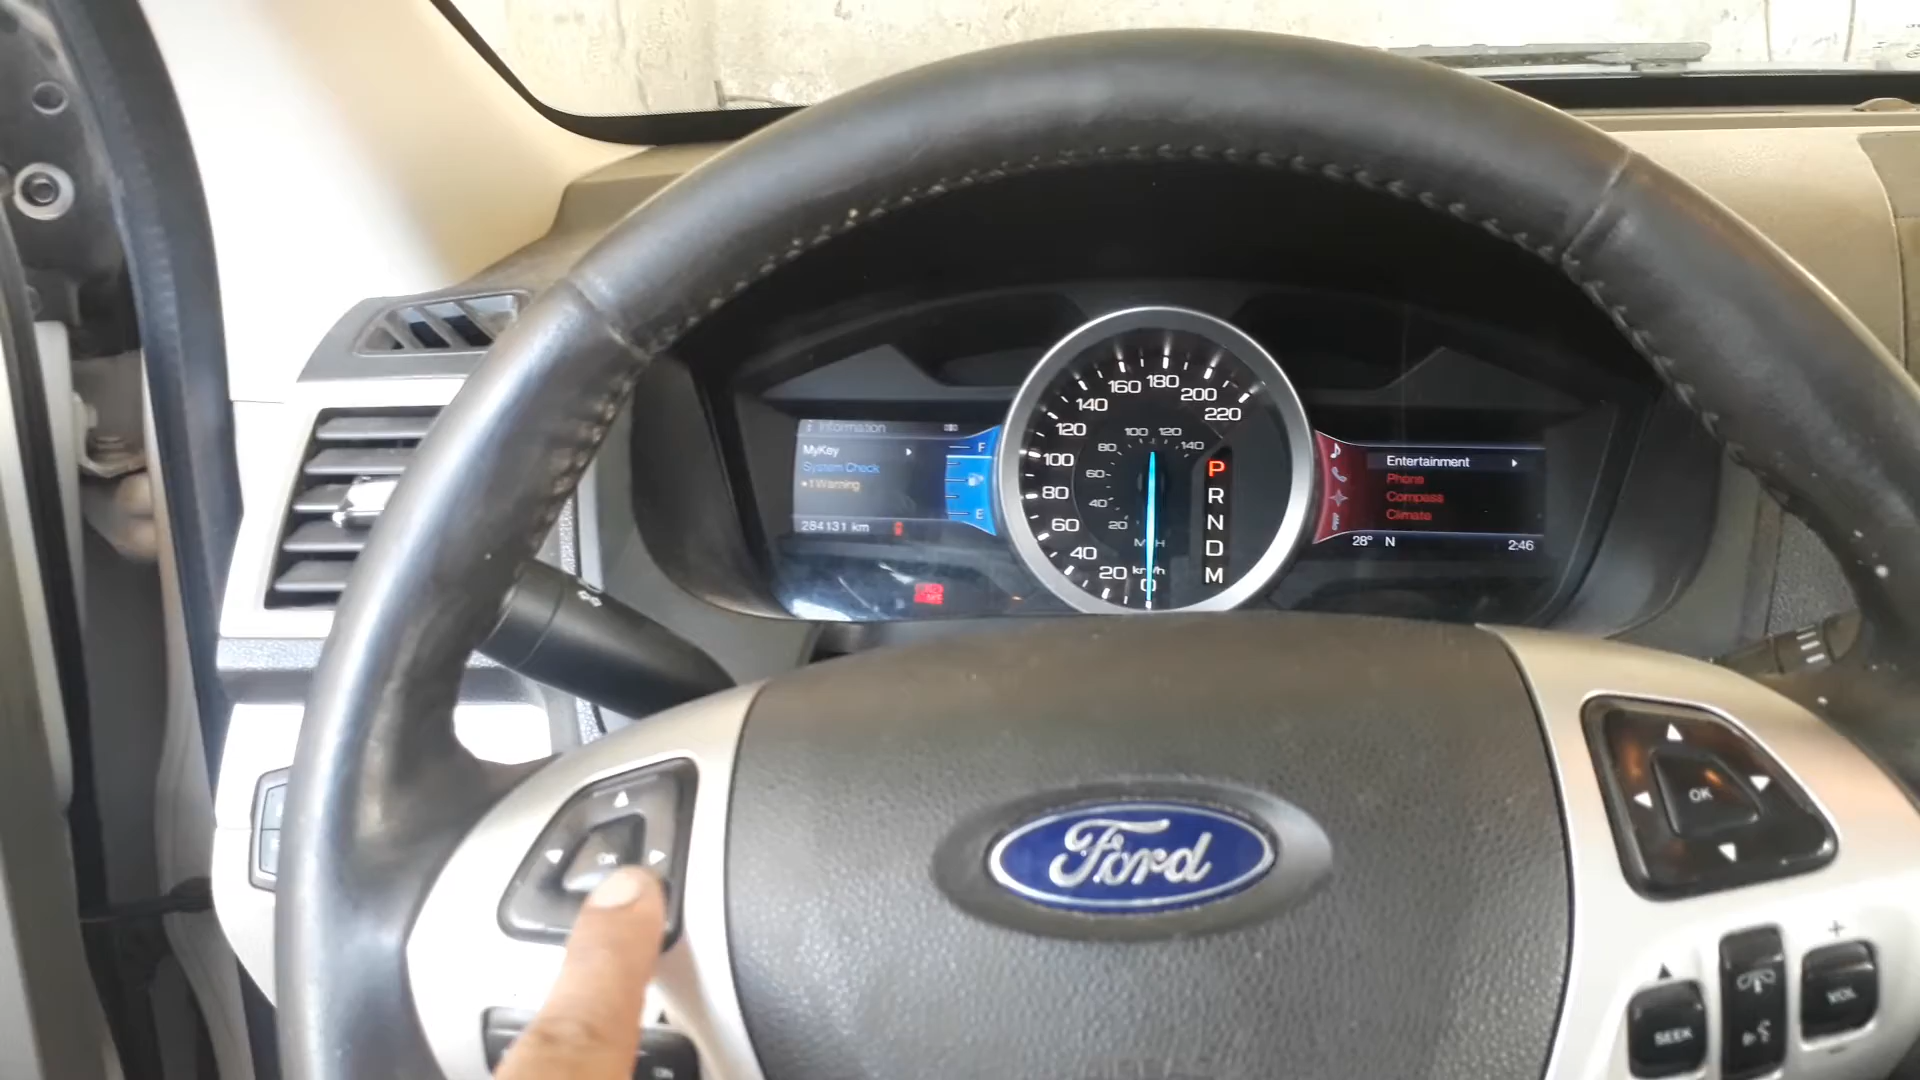 Information
MyKey
System Check
1 Warning
284131 km
F
E
220
200
180
160
140
120
100
80
60
40
20
0
140
120
100
80
60
40
20
MPH
km/h
P
R
N
D
M
Entertainment
Phone
Compass
Climate
28° N
2:46
OK
OK
Ford
SEEK
VOL
+